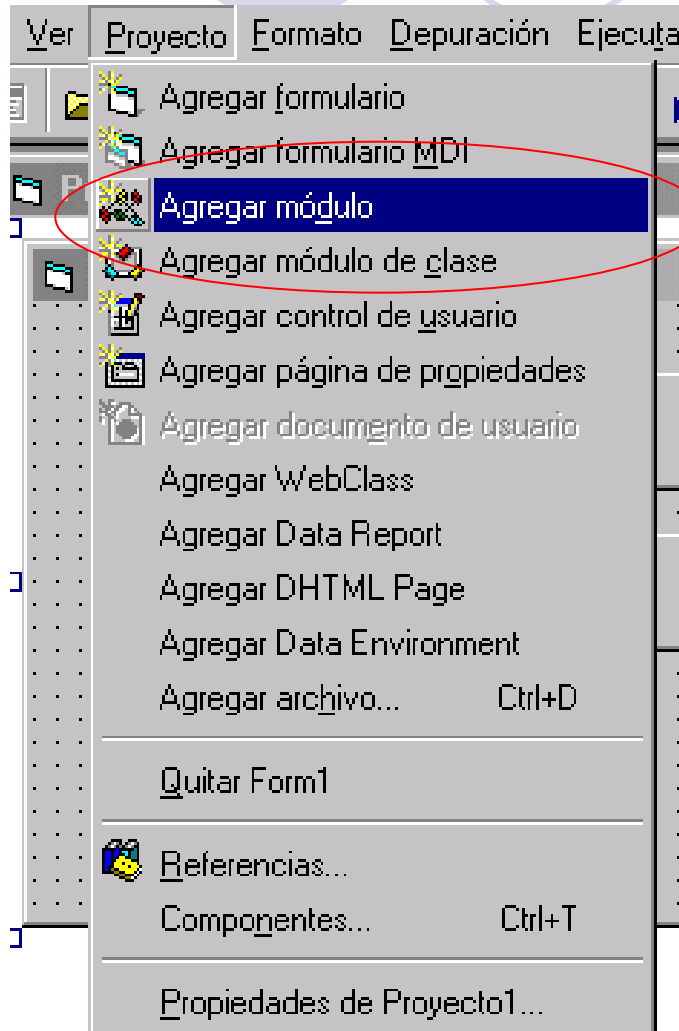 Ver Proyecto Formato Depuración Ejecuta
Agregar formulario
Agregar formulario MDI
Agregar módulo
Agregar módulo de clase
Agregar control de usuario
Agregar página de propiedades
Agregar documento de usuario
Agregar WebClass
Agregar Data Report
Agregar DHTML Page
Agregar Data Environment
Agregar archivo... Ctrl+D
Quitar Form1
Referencias...
Componentes... Ctrl+T
Propiedades de Proyecto1...